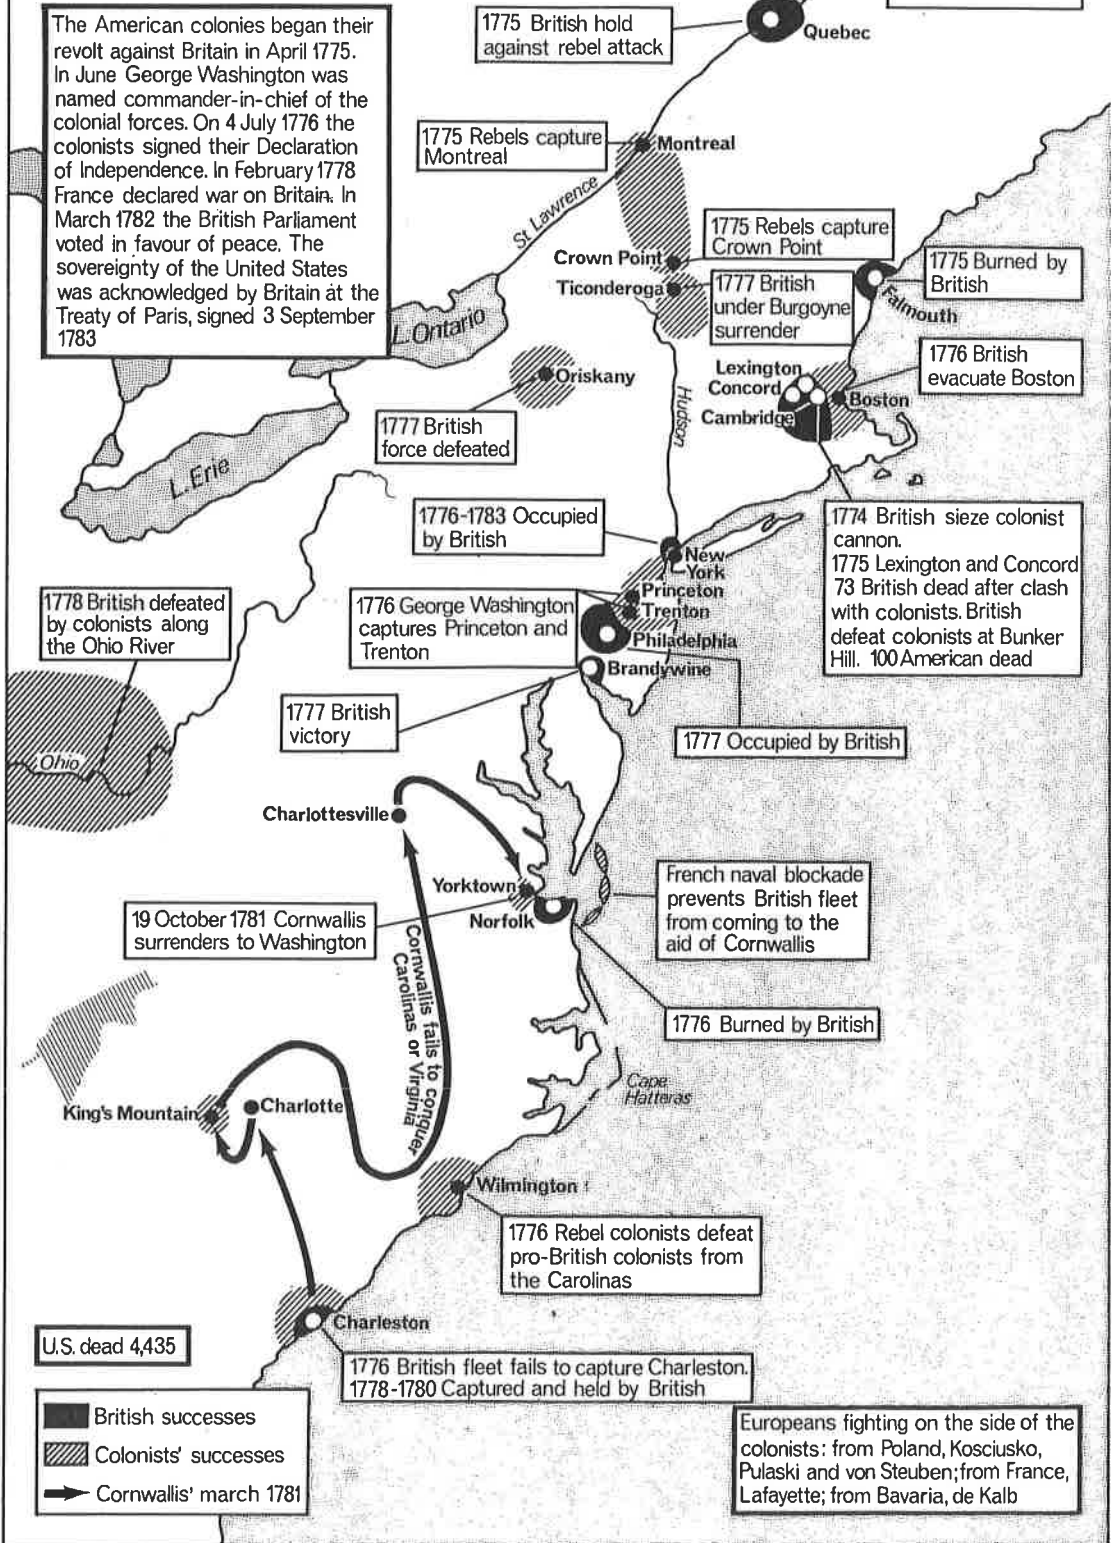 The American colonies began their
revolt against Britain in April 1775.
In June George Washington was
named commander-in-chief of the
colonial forces. On 4 July 1776 the
colonists signed their Declaration
of Independence. In February 1778
France declared war on Britain. In
March 1782 the British Parliament
voted in favour of peace. The
sovereignty of the United States
was acknowledged by Britain at the
Treaty of Paris, signed 3 September
1783
1775 British hold
against rebel attack
Quebec
1775 Rebels capture
Montreal
Montreal
St Lawrence
1775 Rebels capture
Crown Point
Crown Point
Ticonderoga
1777 British
under Burgoyne
surrender
1775 Burned by
British
Falmouth
L. Ontario
Oriskany
1777 British
force defeated
Hudson
Lexington
Concord
Cambridge
Boston
1776 British
evacuate Boston
L. Erie
1776-1783 Occupied
by British
New
York
Princeton
Trenton
Philadelphia
Brandywine
1774 British sieze colonist
cannon.
1775 Lexington and Concord
73 British dead after clash
with colonists. British
defeat colonists at Bunker
Hill. 100 American dead
1778 British defeated
by colonists along
the Ohio River
1776 George Washington
captures Princeton and
Trenton
1777 British
victory
1777 Occupied by British
Ohio
Charlottesville
Yorktown
Norfolk
French naval blockade
prevents British fleet
from coming to the
aid of Cornwallis
19 October 1781 Cornwallis
surrenders to Washington
Cornwallis fails to conquer
Carolinas or Virginia
1776 Burned by British
Cape
Hatteras
King's Mountain
Charlotte
Wilmington
1776 Rebel colonists defeat
pro-British colonists from
the Carolinas
Charleston
U.S. dead 4,435
1776 British fleet fails to capture Charleston.
1778-1780 Captured and held by British
British successes
Colonists' successes
Cornwallis' march 1781
Europeans fighting on the side of the
colonists: from Poland, Kosciusko,
Pulaski and von Steuben; from France,
Lafayette; from Bavaria, de Kalb